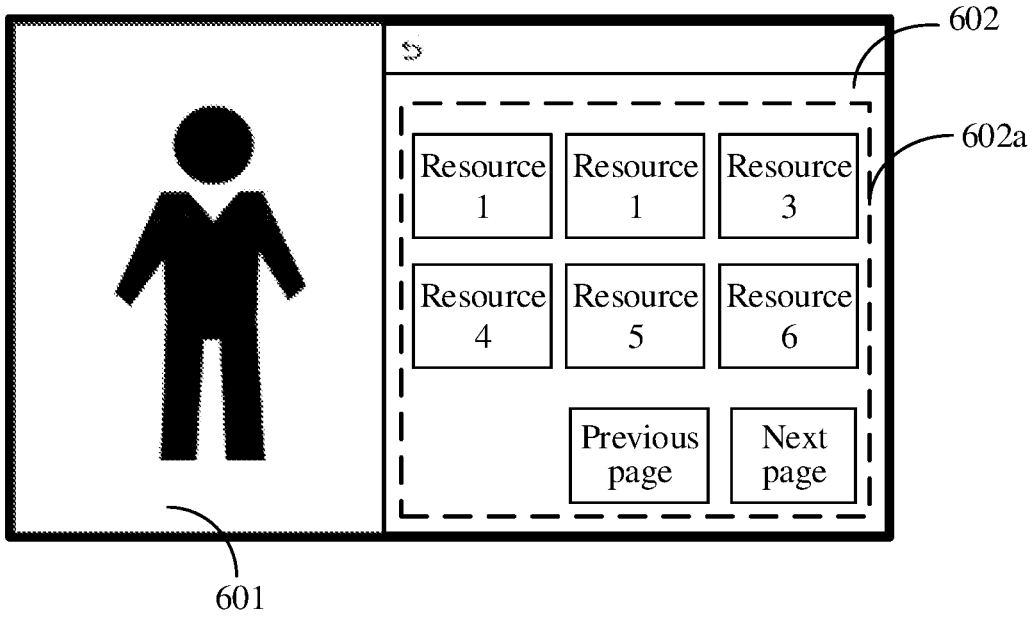 602
602a
Resource
1
Resource
1
Resource
3
Resource
4
Resource
5
Resource
6
Previous
page
Next
page
601